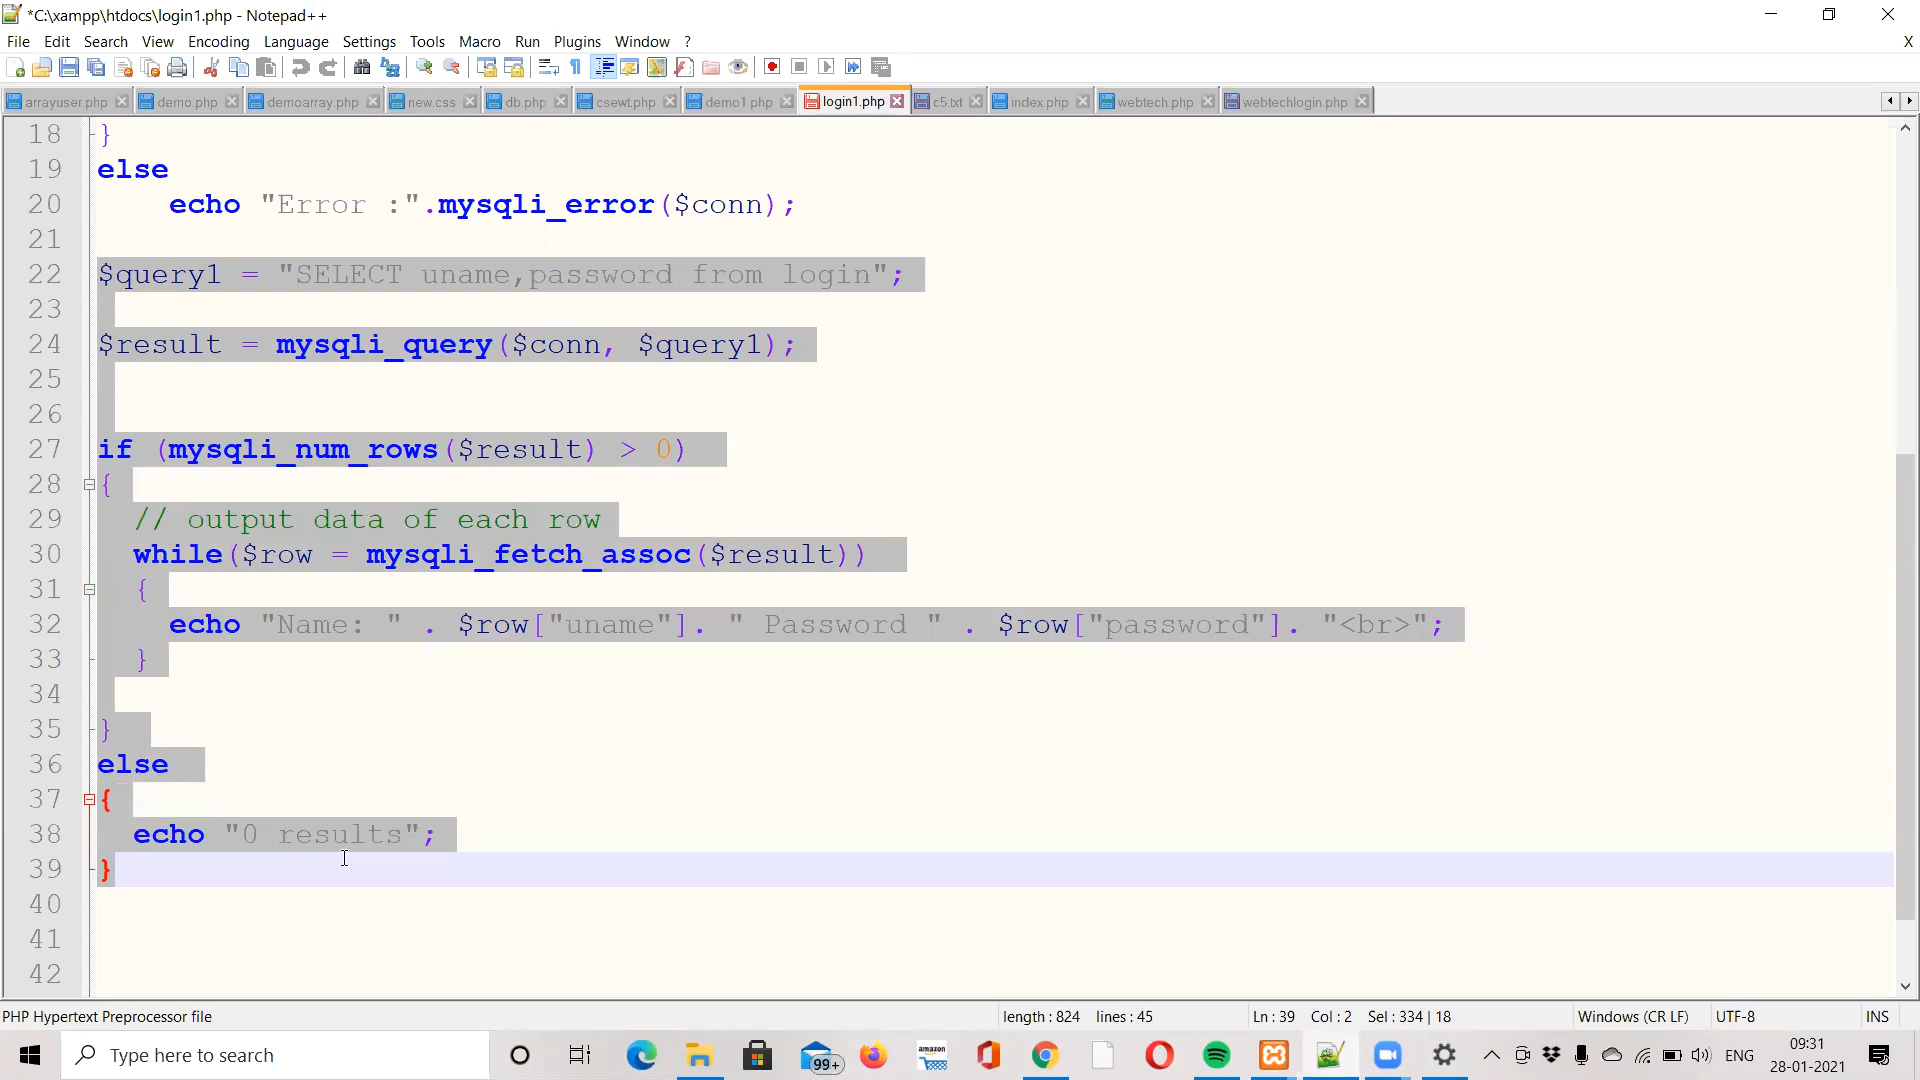 *C:\xampp\htdocs\login1.php - Notepad++
File Edit Search View Encoding Language Settings Tools Macro Run Plugins Window ? X
arrayuser.php demo.php demoarray.php new.css db.php csewt.php demo1.php login1.php c5.txt index.php webtech.php webtechlogin.php
18 }
19 else
20 echo "Error :".mysqli_error($conn);
21
22 $query1 = "SELECT uname,password from login";
23
24 $result = mysqli_query($conn, $query1);
25
26
27 if (mysqli_num_rows($result) > 0)
28 {
29 // output data of each row
30 while($row = mysqli_fetch_assoc($result))
31 {
32 echo "Name: " . $row["uname"]. " Password " . $row["password"]. "<br>";
33 }
34
35 }
36 else
37 {
38 echo "0 results";
39 }
40
41
42
PHP Hypertext Preprocessor file length : 824 lines : 45 Ln : 39 Col : 2 Sel : 334 | 18 Windows (CR LF) UTF-8 INS
Type here to search 99+ amazon ENG 09:31
28-01-2021